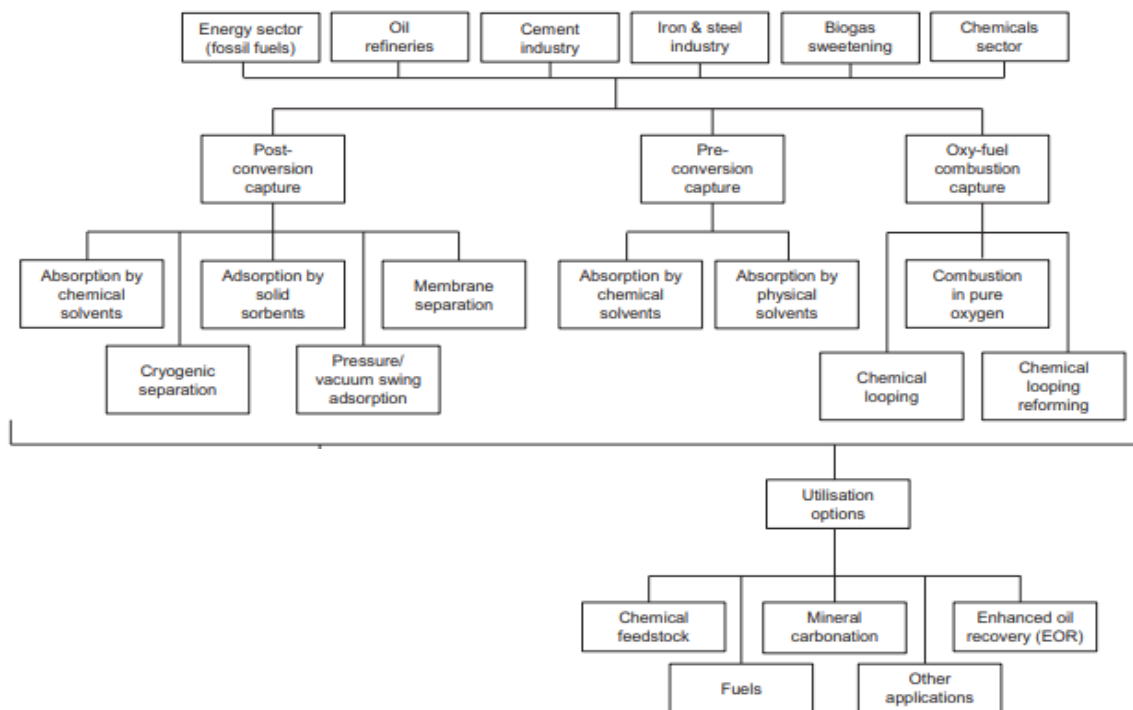 Energy sector
(fossil fuels)
Oil
refineries
Cement
industry
Iron & steel
industry
Biogas
sweetening
Chemicals
sector
Post-
conversion
capture
Pre-
conversion
capture
Oxy-fuel
combustion
capture
Absorption by
chemical
solvents
Adsorption by
solid
sorbents
Membrane
separation
Absorption by
chemical
solvents
Absorption by
physical
solvents
Combustion
in pure
oxygen
Cryogenic
separation
Pressure/
vacuum swing
adsorption
Chemical
looping
Chemical
looping
reforming
Utilisation
options
Chemical
feedstock
Mineral
carbonation
Enhanced oil
recovery (EOR)
Fuels
Other
applications